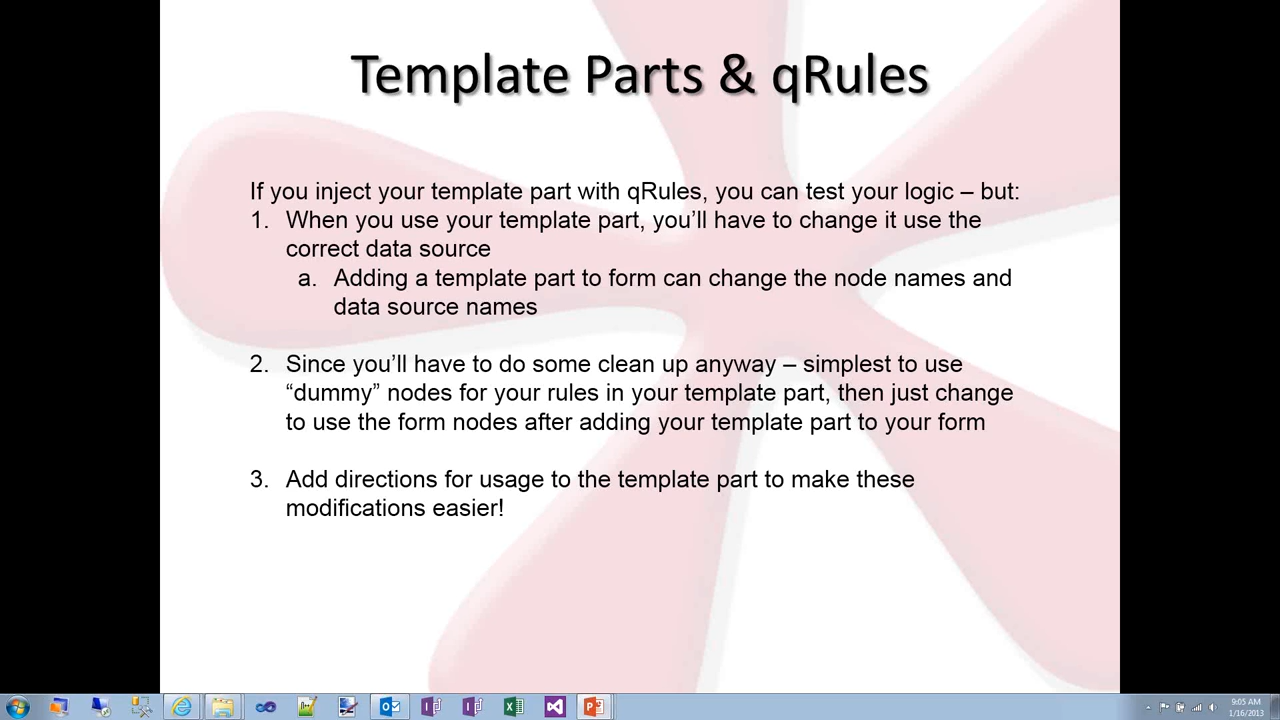 Template Parts & qRules
If you inject your template part with qRules, you can test your logic – but:
1. When you use your template part, you’ll have to change it use the
correct data source
a. Adding a template part to form can change the node names and
data source names
2. Since you’ll have to do some clean up anyway – simplest to use
“dummy” nodes for your rules in your template part, then just change
to use the form nodes after adding your template part to your form
3. Add directions for usage to the template part to make these
modifications easier!
9:05 AM
1/16/2013